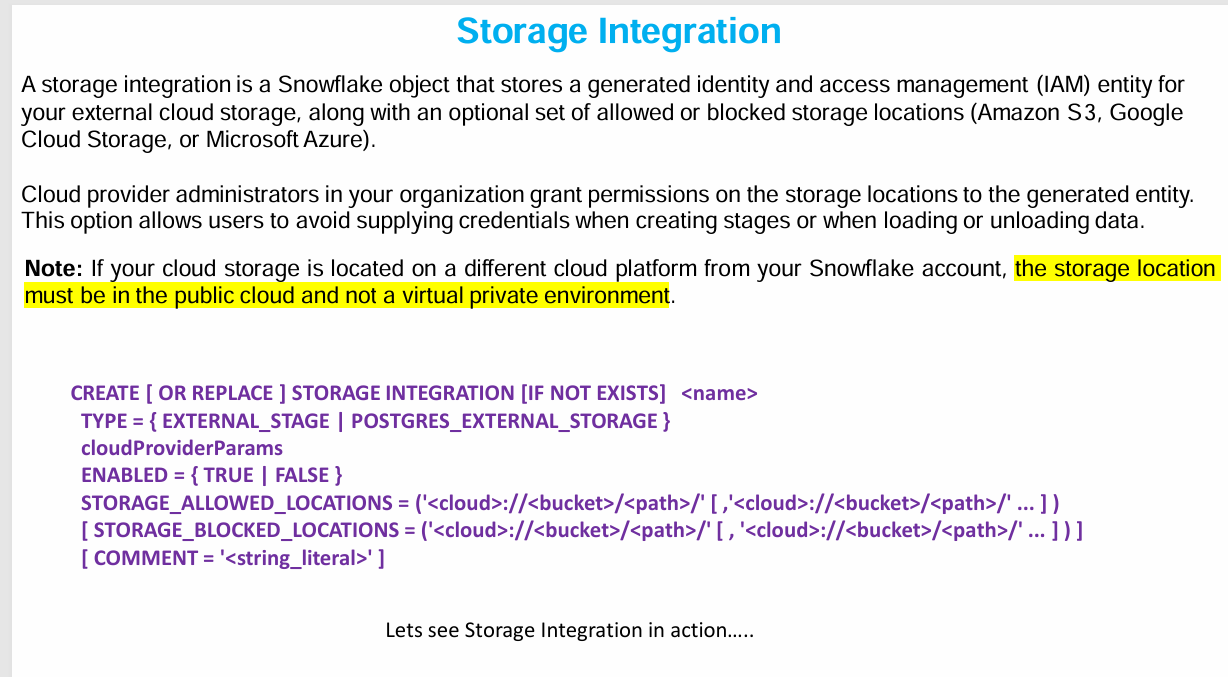 Storage Integration
A storage integration is a Snowflake object that stores a generated identity and access management (IAM) entity for
your external cloud storage, along with an optional set of allowed or blocked storage locations (Amazon S3, Google
Cloud Storage, or Microsoft Azure).
Cloud provider administrators in your organization grant permissions on the storage locations to the generated entity.
This option allows users to avoid supplying credentials when creating stages or when loading or unloading data.
Note: If your cloud storage is located on a different cloud platform from your Snowflake account, the storage location
must be in the public cloud and not a virtual private environment.
CREATE [ OR REPLACE ] STORAGE INTEGRATION [IF NOT EXISTS] <name>
TYPE = { EXTERNAL_STAGE | POSTGRES_EXTERNAL_STORAGE }
cloudProviderParams
ENABLED = { TRUE | FALSE }
STORAGE_ALLOWED_LOCATIONS = ('<cloud>://<bucket>/<path>/' [ ,'<cloud>://<bucket>/<path>/' ... ] )
[ STORAGE_BLOCKED_LOCATIONS = ('<cloud>://<bucket>/<path>/' [ , '<cloud>://<bucket>/<path>/' ... ] ) ]
[ COMMENT = '<string_literal>' ]
Lets see Storage Integration in action.....